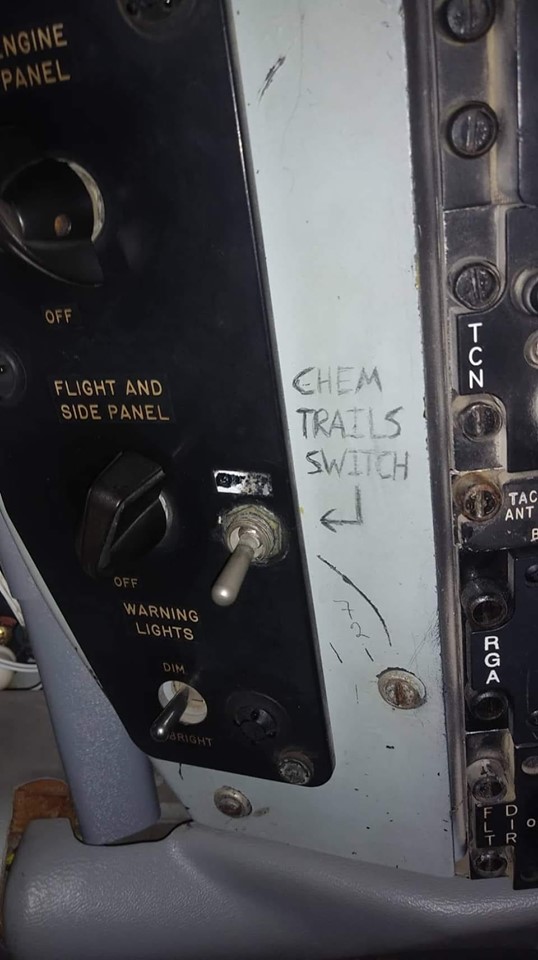 ENGINE
PANEL
OFF
FLIGHT AND
SIDE PANEL
OFF
WARNING
LIGHTS
DIM
BRIGHT
CHEM
TRAILS
SWITCH
72
TCN
TAC
ANT
RGA
FLT
DIR